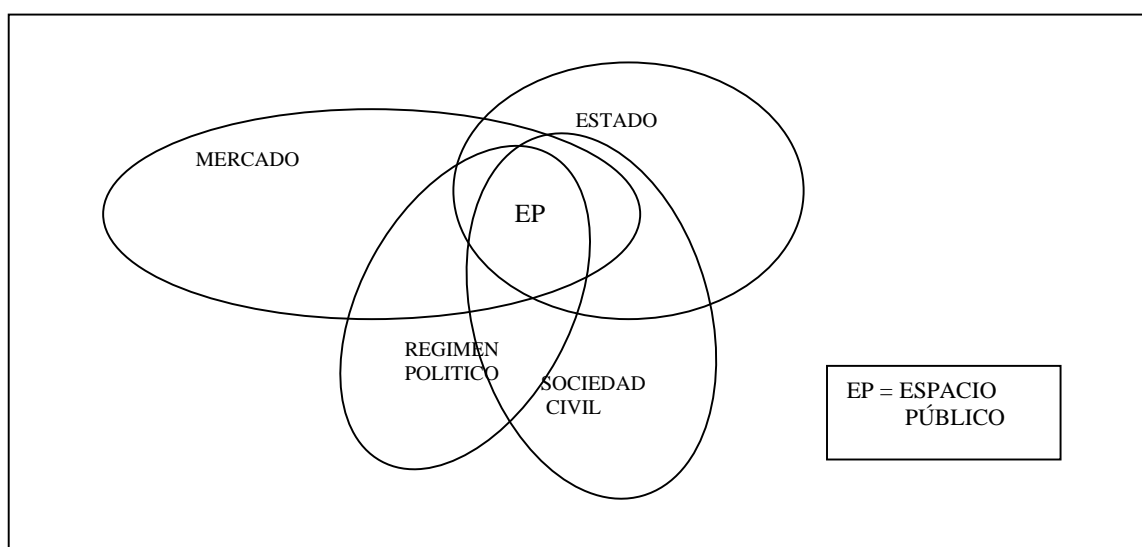 ESTADO
MERCADO
EP
REGIMEN
POLITICO
SOCIEDAD
CIVIL
EP = ESPACIO
PÚBLICO